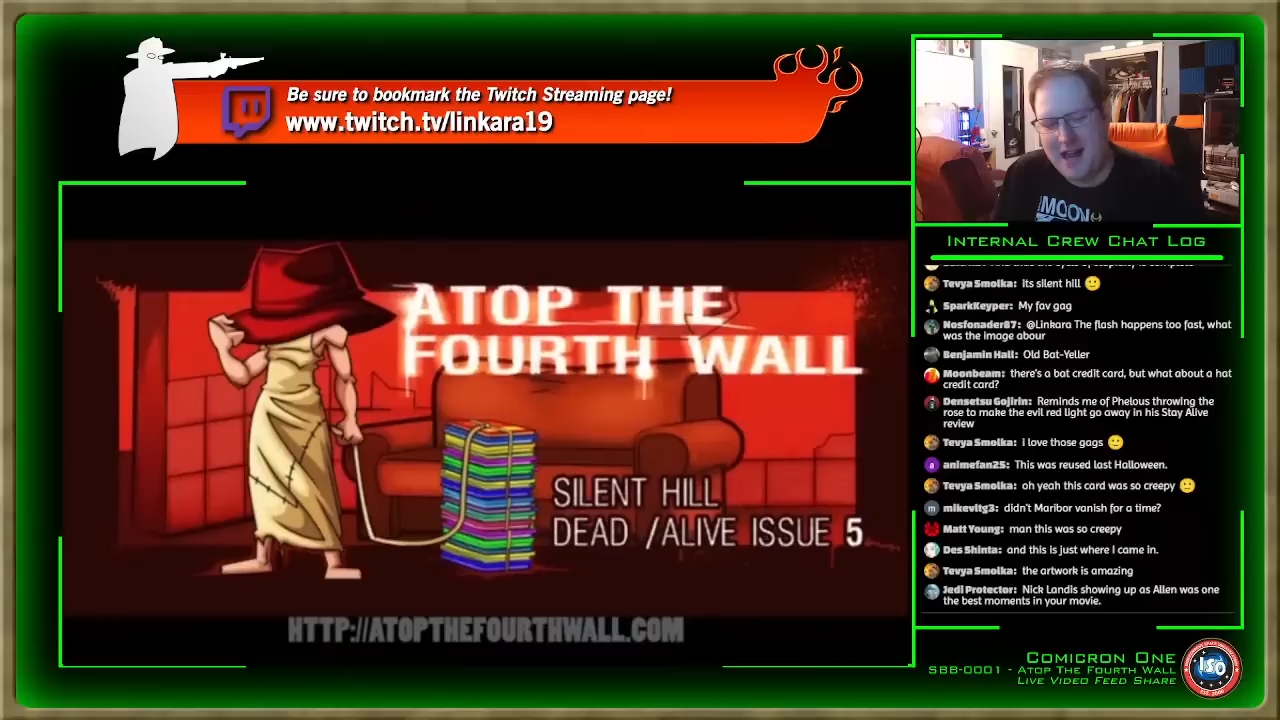 Be sure to bookmark the Twitch Streaming page!
www.twitch.tv/linkara19
ATOP THE
FOURTH WALL
SILENT HILL
DEAD /ALIVE ISSUE 5
HTTP://ATOPTHEFOURTHWALL.COM
MOON
Internal Crew Chat Log
Tevya Smolka: Its silent hill 🙂
SparkKeyper: My fav gag
Nosfonader87: @Linkara The flash happens too fast, what
was the image abour
Benjamin Hall: Old Bat-Yeller
Moonbeam: there's a bat credit card, but what about a hat
credit card?
Densetsu Gojirin: Reminds me of Phelous throwing the
rose to make the evil red light go away in his Stay Alive
review
Tevya Smolka: i love those gags 🙂
a animefan25: This was reused last Halloween.
Tevya Smolka: oh yeah this card was so creepy 🙂
m mikevltg3: didn't Maribor vanish for a time?
Matt Young: man this was so creepy
Des Shinta: and this is just where I came in.
Tevya Smolka: the artwork is amazing
Jedi Protector: Nick Landis showing up as Allen was one
the best moments in your movie.
Comicron One
SBB-0001 - Atop The Fourth Wall
Live Video Feed Share
ISO